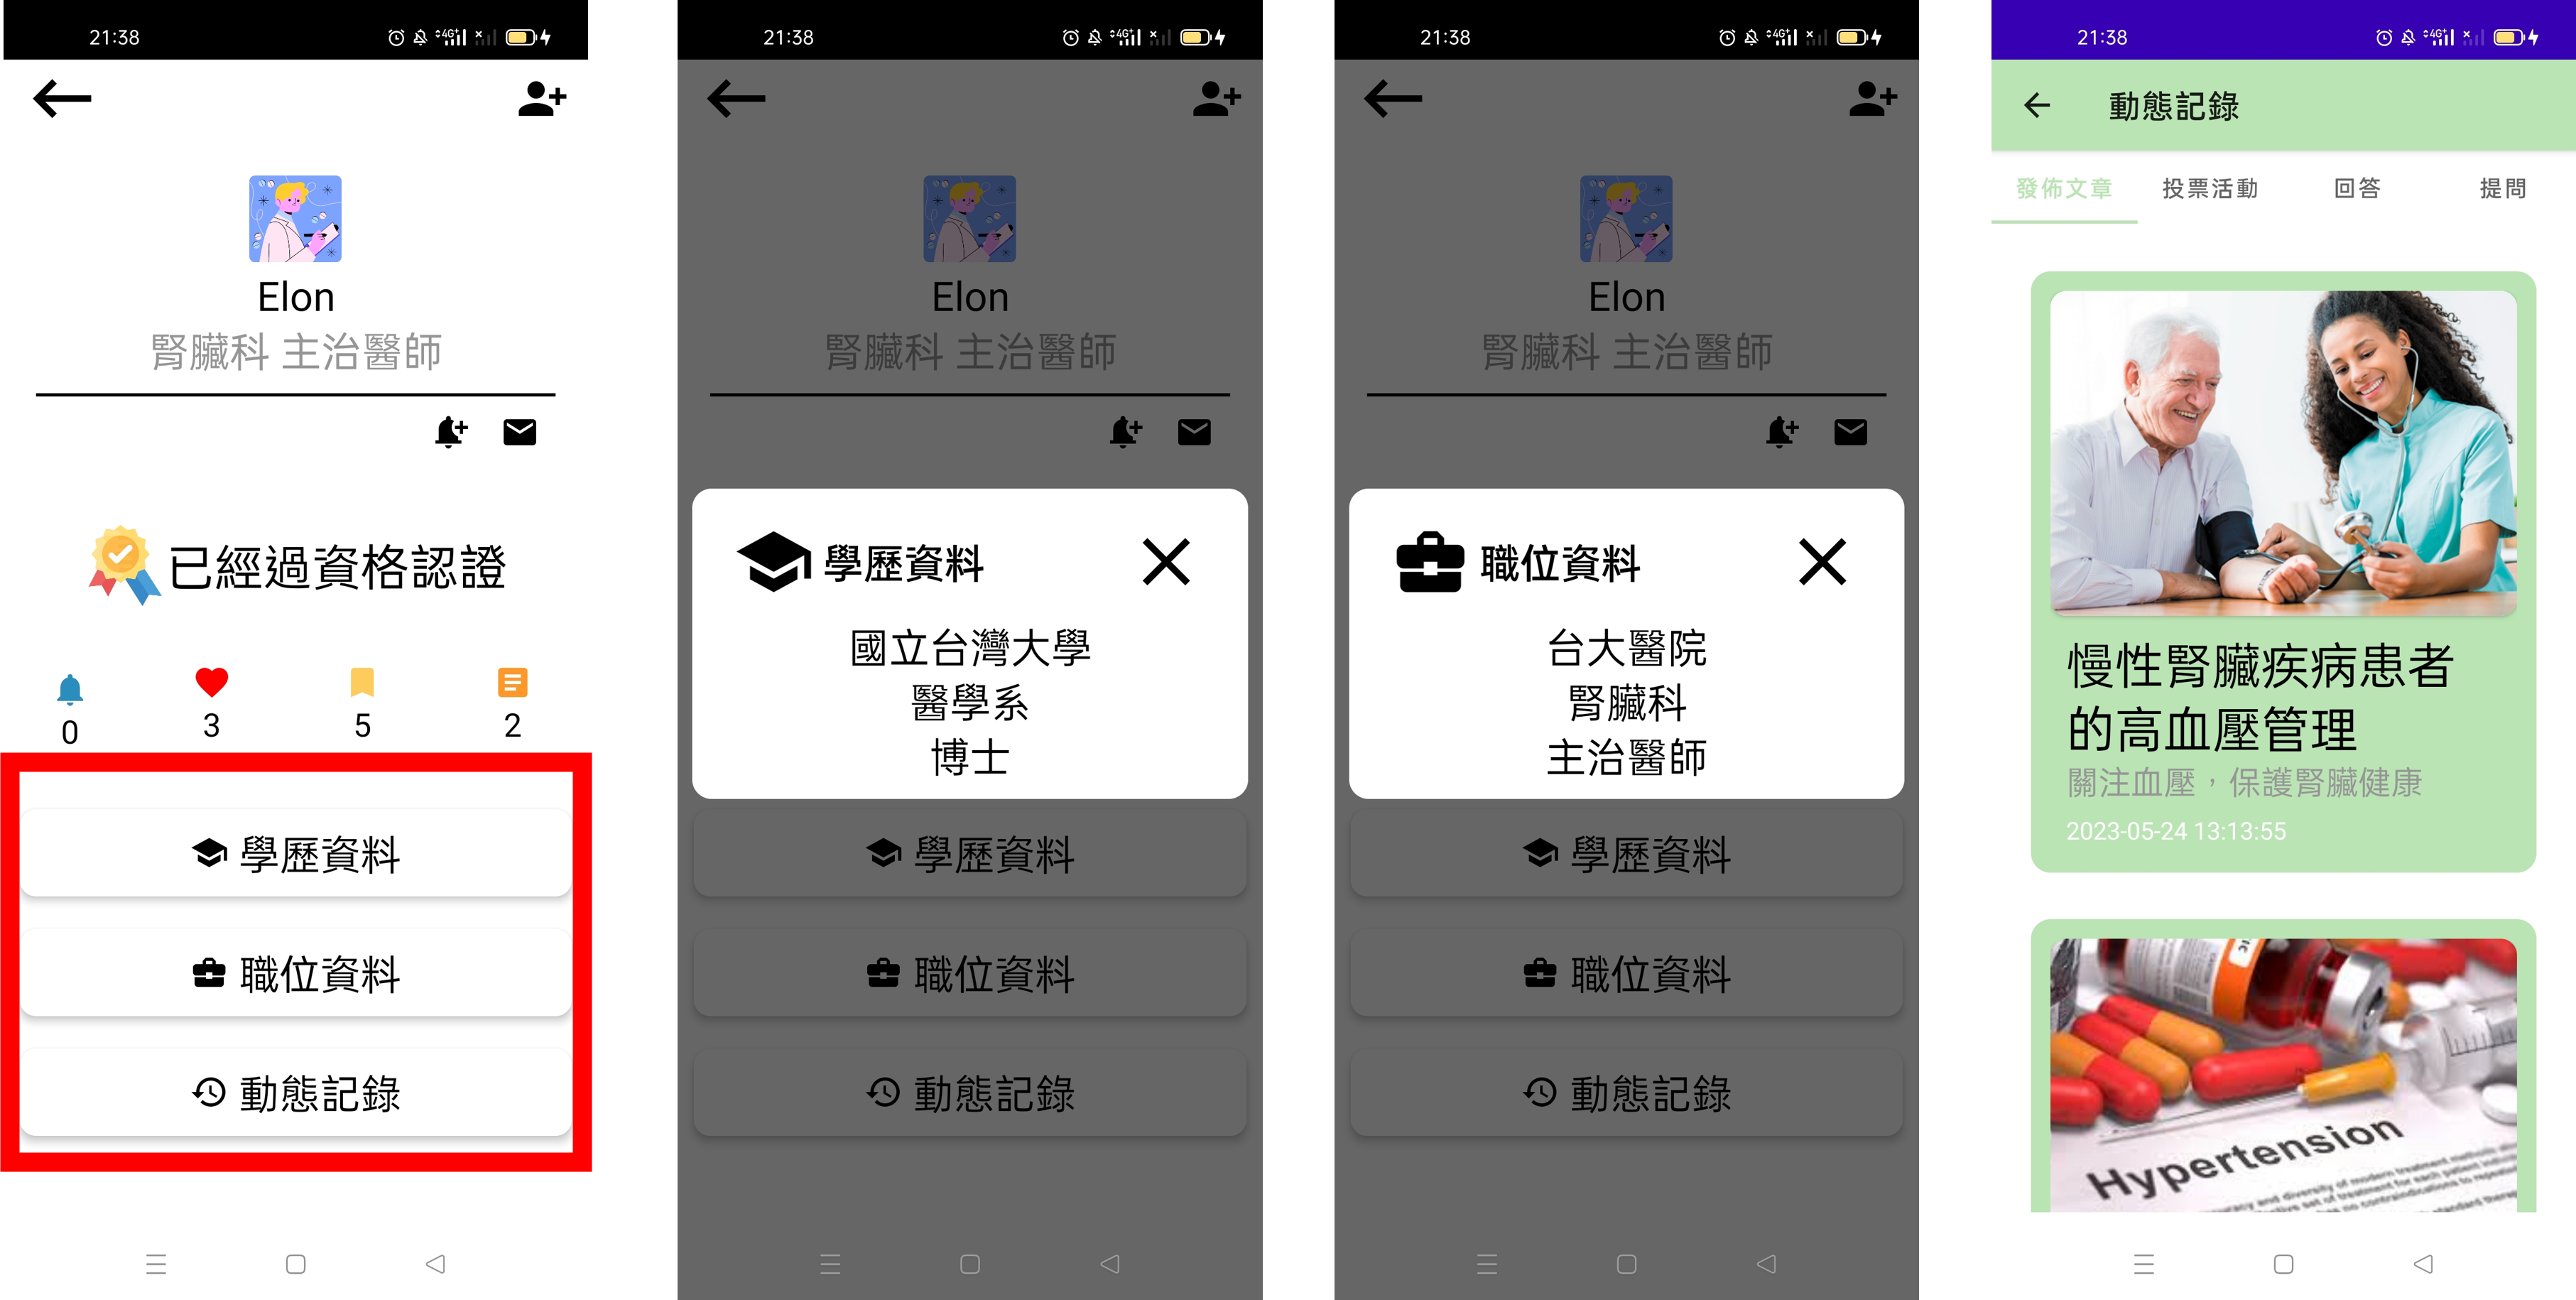 21:38
4G+
Elon
腎臟科 主治醫師
已經過資格認證
0
3
5
2
學歷資料
職位資料
動態記錄
21:38
4G+
Elon
腎臟科 主治醫師
學歷資料
國立台灣大學
醫學系
博士
學歷資料
職位資料
動態記錄
21:38
4G+
Elon
腎臟科 主治醫師
職位資料
台大醫院
腎臟科
主治醫師
學歷資料
職位資料
動態記錄
21:38
4G+
動態記錄
發佈文章 投票活動 回答 提問
慢性腎臟疾病患者
的高血壓管理
關注血壓，保護腎臟健康
2023-05-24 13:13:55
Hypertension